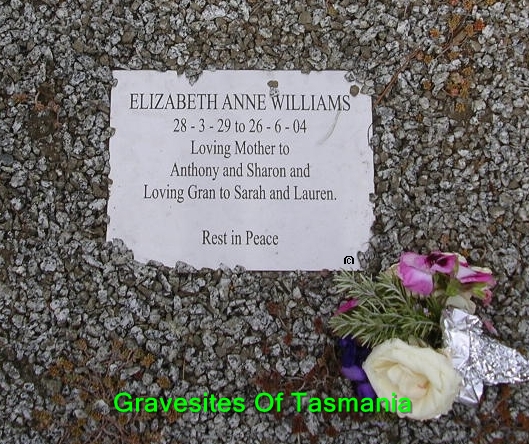 ELIZABETH ANNE WILLIAMS
28 - 3 - 29 to 26 - 6 - 04
Loving Mother to
Anthony and Sharon and
Loving Gran to Sarah and Lauren.
Rest in Peace
Gravesites Of Tasmania